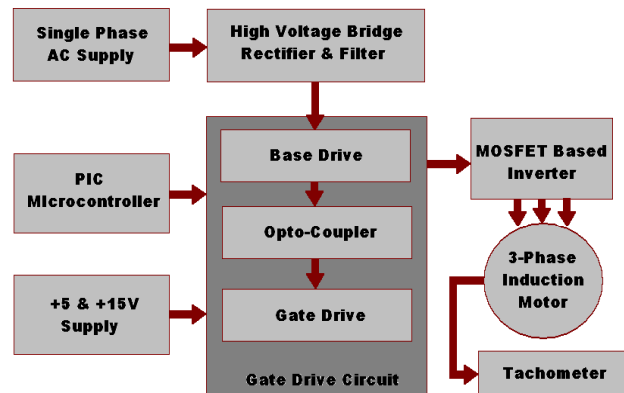 Single Phase
AC Supply
High Voltage Bridge
Rectifier & Filter
Base Drive
MOSFET Based
Inverter
PIC
MIcrocontroller
Opto-Coupler
3-Phase
Induction
Motor
+5 & +15V
Supply
Gate Drive
Gate Drive Circuit
Tachometer